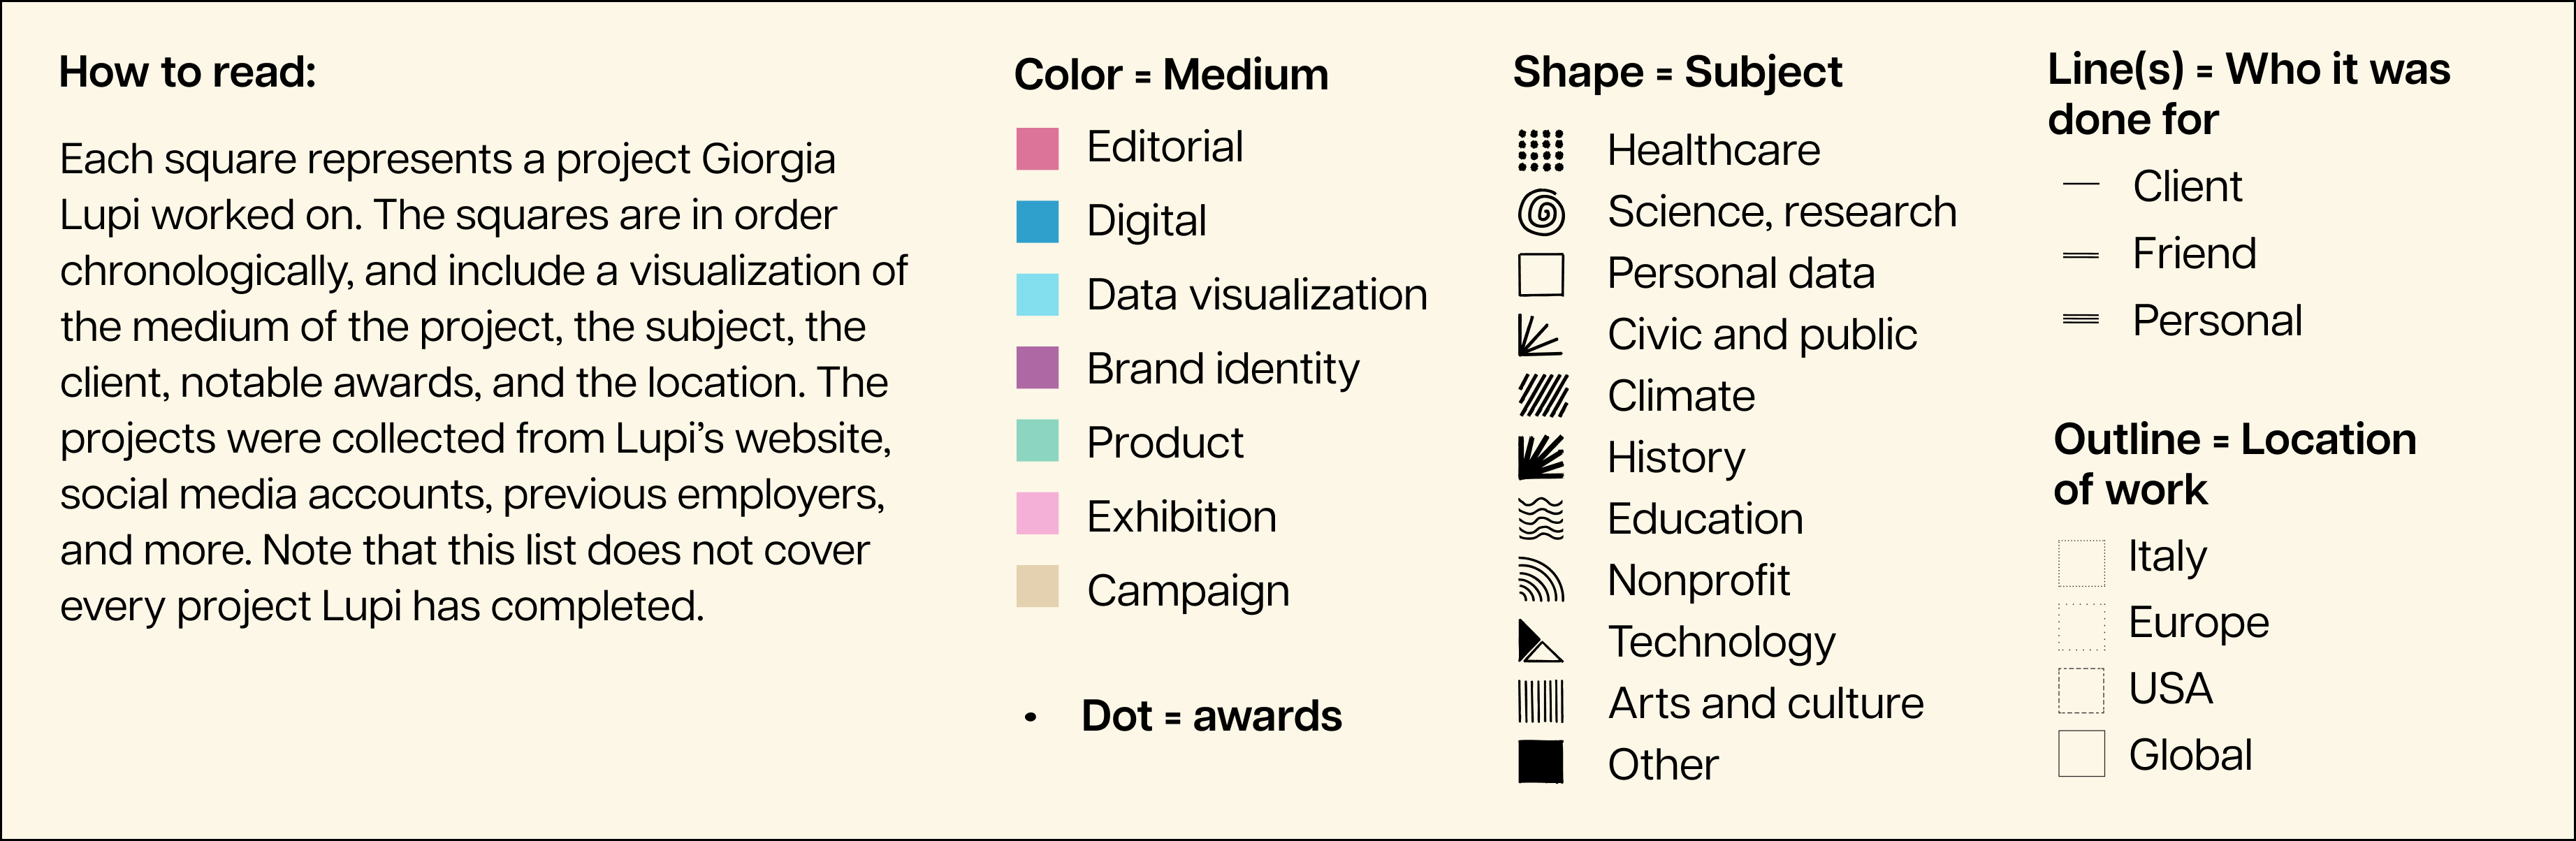 How to read:
Each square represents a project Giorgia
Lupi worked on. The squares are in order
chronologically, and include a visualization of
the medium of the project, the subject, the
client, notable awards, and the location. The
projects were collected from Lupi’s website,
social media accounts, previous employers,
and more. Note that this list does not cover
every project Lupi has completed.
Color = Medium
Editorial
Digital
Data visualization
Brand identity
Product
Exhibition
Campaign
Dot = awards
Shape = Subject
Healthcare
Science, research
Personal data
Civic and public
Climate
History
Education
Nonprofit
Technology
Arts and culture
Other
Line(s) = Who it was
done for
Client
Friend
Personal
Outline = Location
of work
Italy
Europe
USA
Global